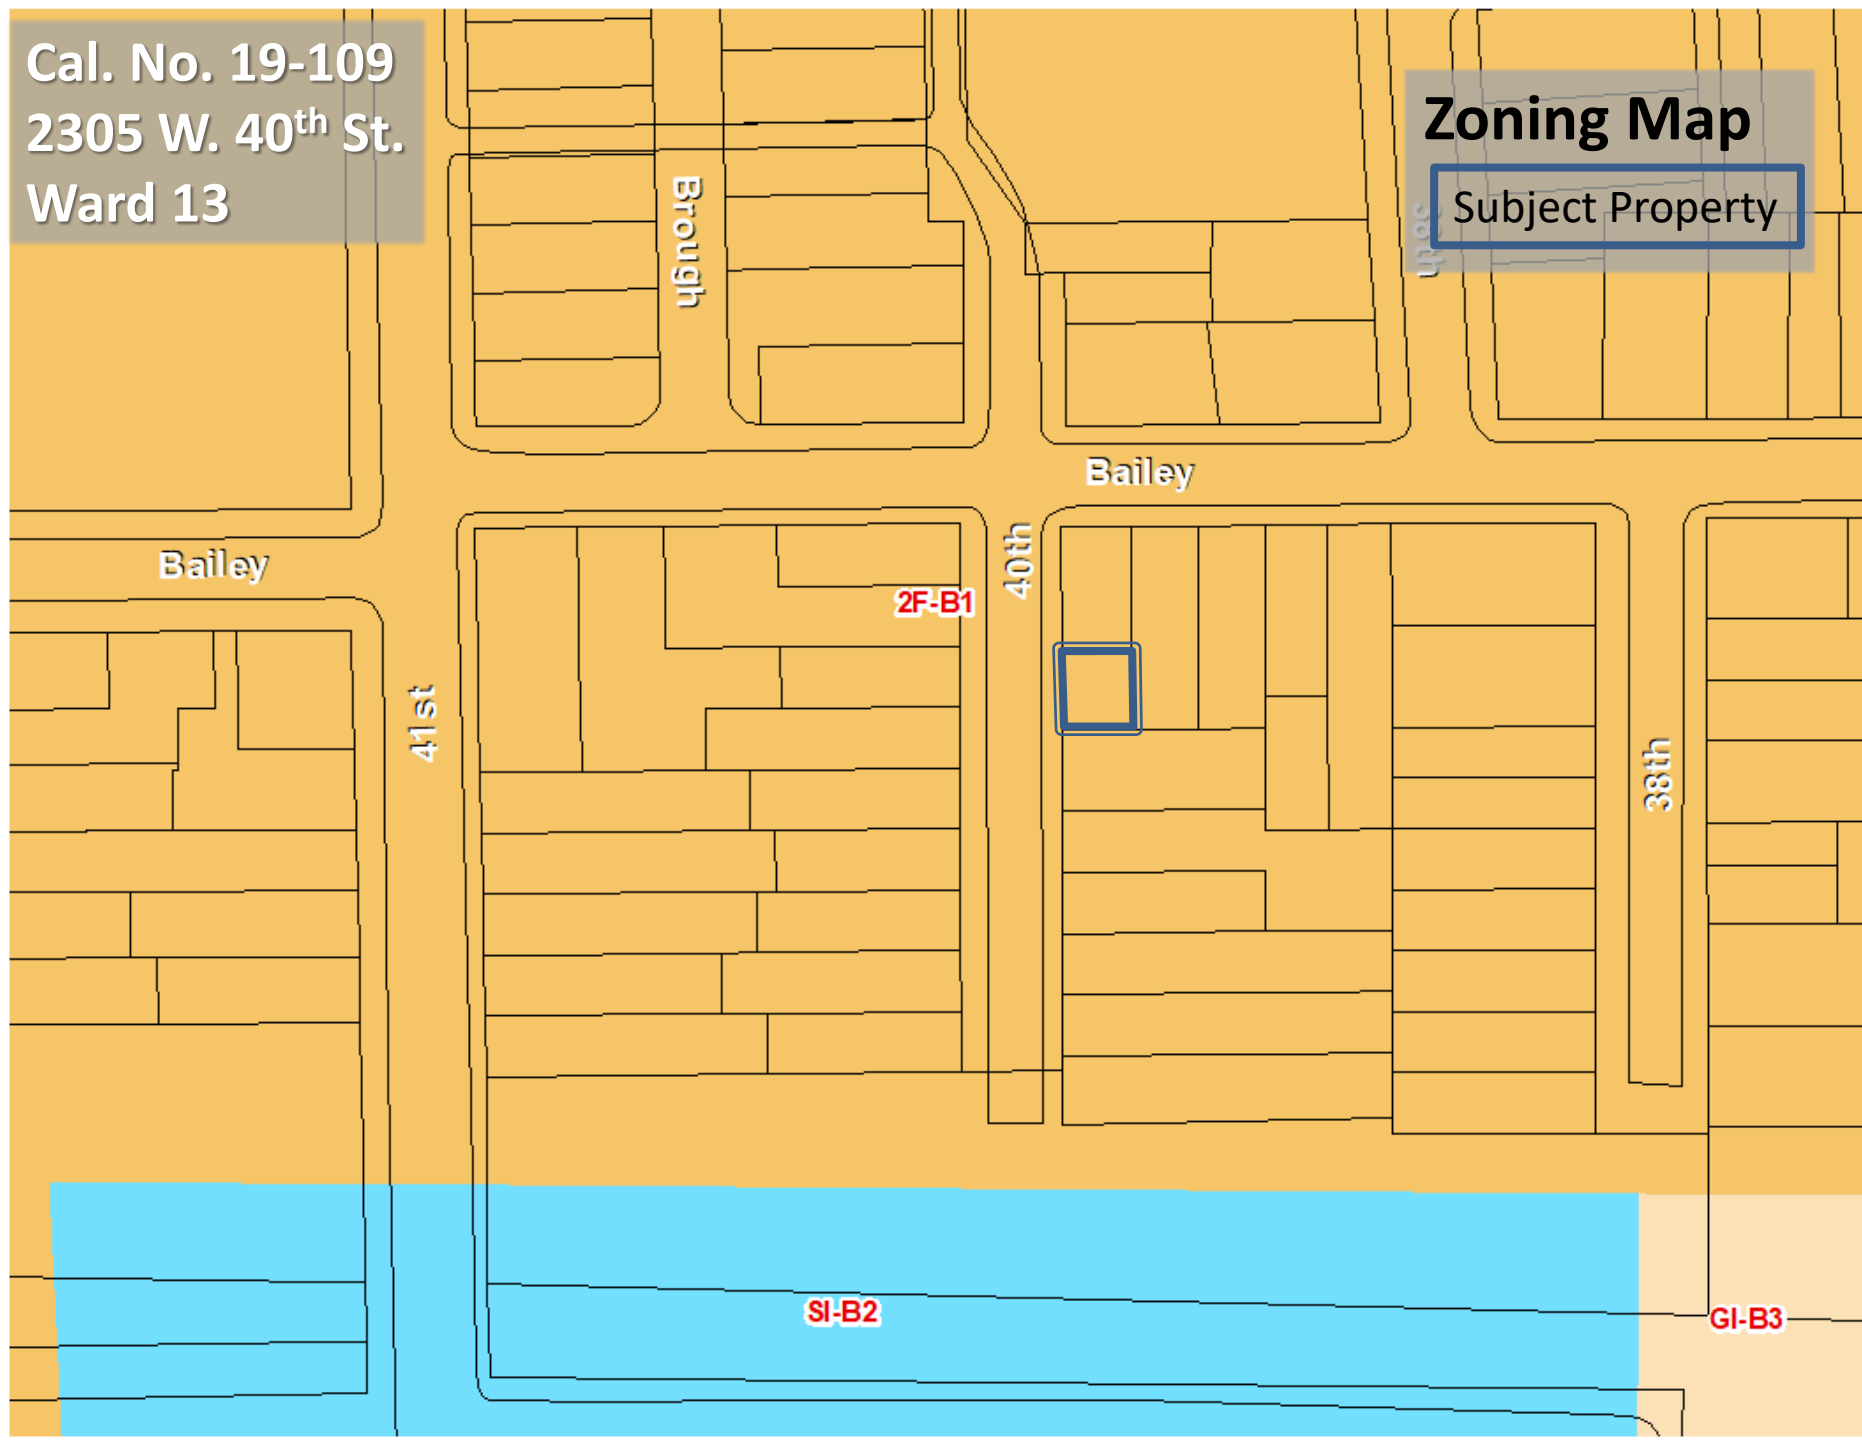 Cal. No. 19-109
2305 W. 40th St.
Ward 13
Zoning Map
Subject Property
Brough
38th
Bailey
Bailey
40th
2F-B1
41st
38th
SI-B2
GI-B3